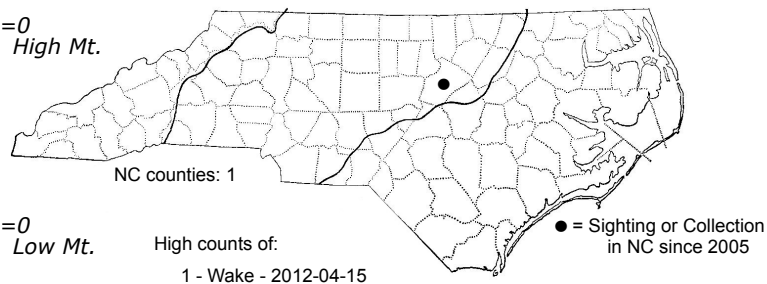 =0
High Mt.
NC counties: 1
=0
Low Mt.
High counts of:
1 - Wake - 2012-04-15
● = Sighting or Collection
in NC since 2005